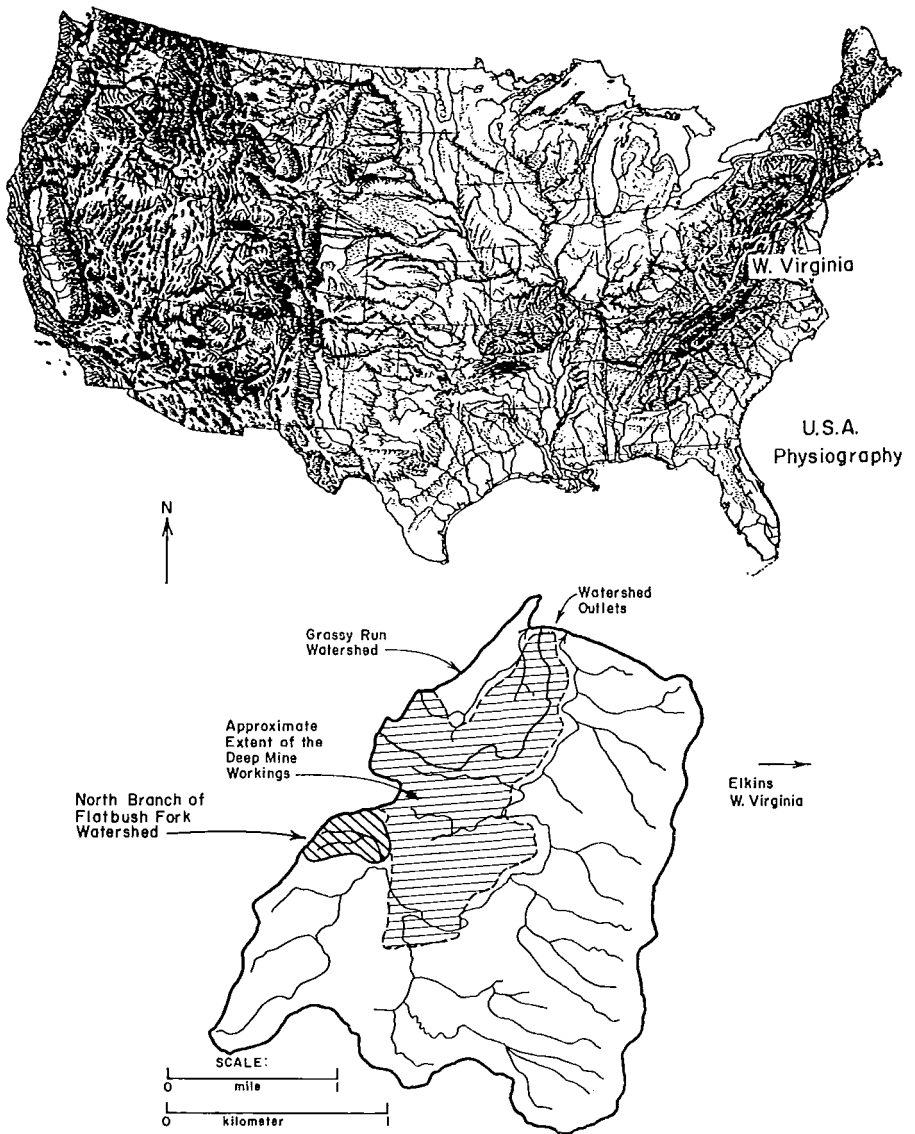 W. Virginia
U.S.A.
Physiography
N
Watershed
Outlets
Grassy Run
Watershed
Approximate
Extent of the
Deep Mine
Workings
North Branch of
Flatbush Fork
Watershed
Elkins
W. Virginia
SCALE:
0 1
mile
0 1
kilometer